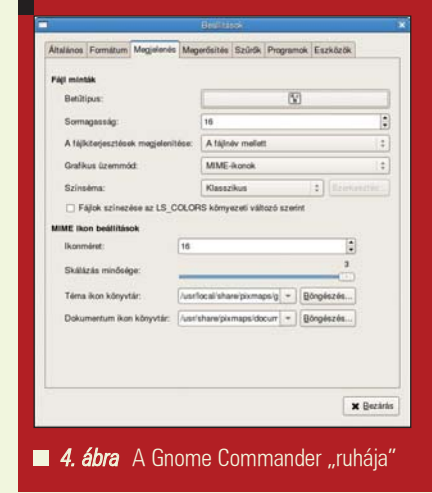 Beállítások
Általános Formátum Megjelenés Megerősítés Szűrők Programok Eszközök
Fájl minták
Betűtípus:
Sormagasság: 16
A fájlkiterjesztések megjelenítése: A fájlnév mellett
Grafikus üzemmód: MIME-ikonok
Színséma: Klasszikus Szerkesztés...
Fájlok színezése az LS_COLORS környezeti változó szerint
MIME ikon beállítások
Ikonméret: 16
3
Skálázás minősége:
Téma ikon könyvtár: /usr/local/share/pixmaps/g Böngészés...
Dokumentum ikon könyvtár: /usr/share/pixmaps/docum Böngészés...
Bezárás
4. ábra A Gnome Commander „ruhája”